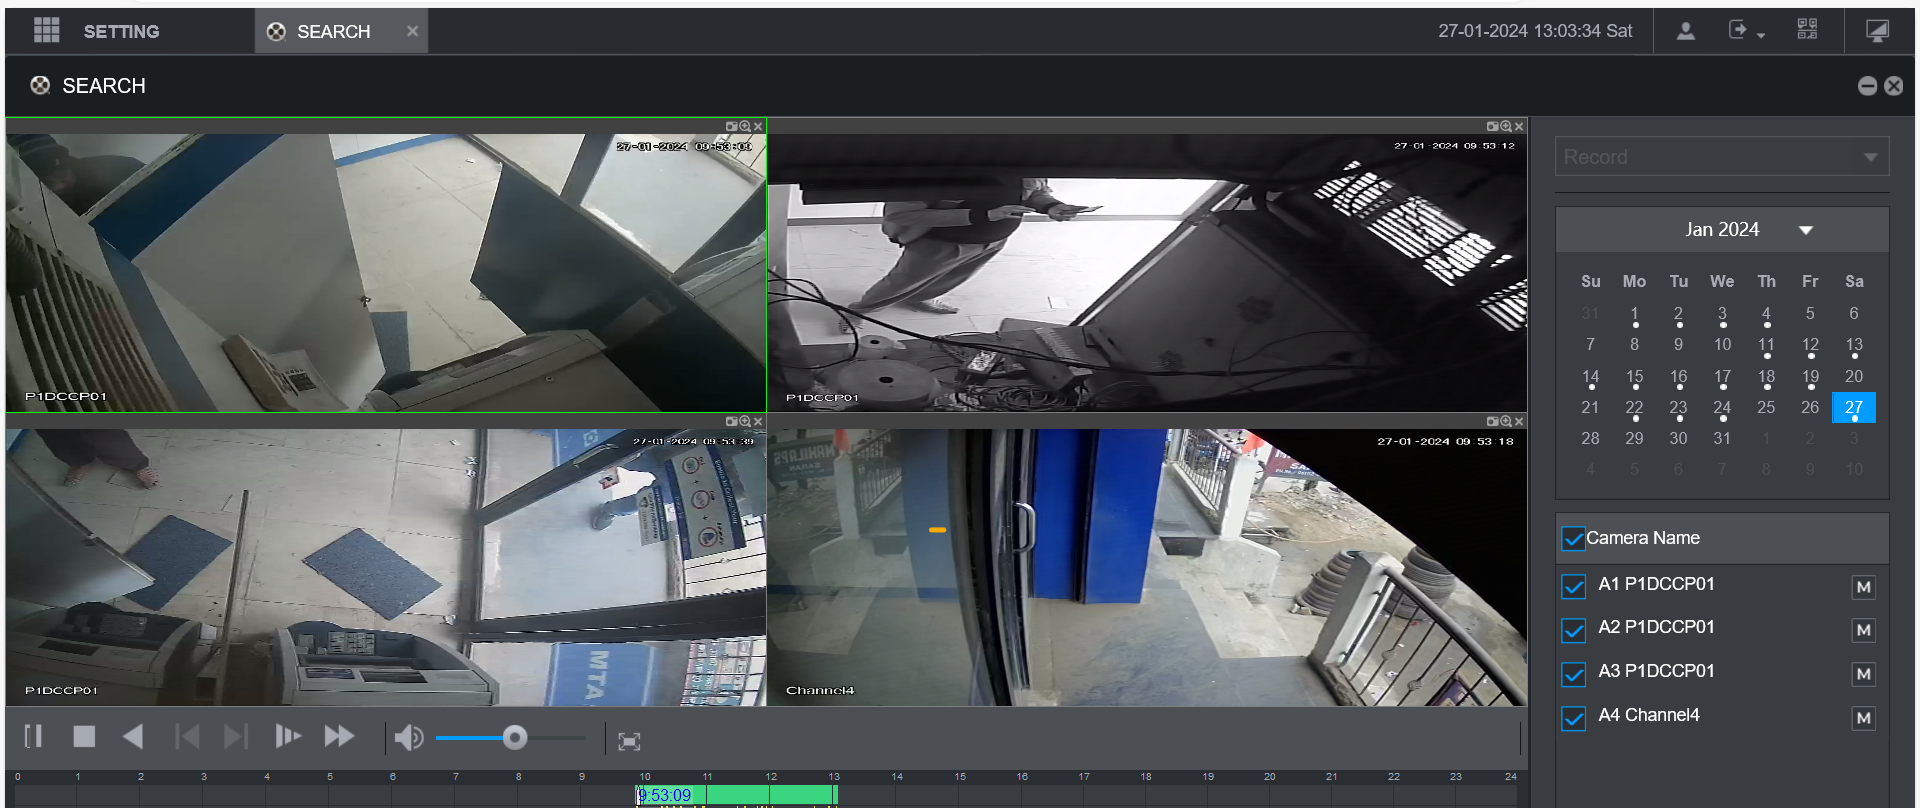 SETTING
SEARCH
27-01-2024 13:03:34 Sat
SEARCH
27-01-2024 09:53:09
P1DCCP01
27-01-2024 09:53:12
P1DCCP01
27-01-2024 09:53:39
MTA
P1DCCP01
27-01-2024 09:53:18
Channel4
Record
Jan 2024
Su Mo Tu We Th Fr Sa
31 1 2 3 4 5 6
7 8 9 10 11 12 13
14 15 16 17 18 19 20
21 22 23 24 25 26 27
28 29 30 31 1 2 3
4 5 6 7 8 9 10
Camera Name
A1 P1DCCP01 M
A2 P1DCCP01 M
A3 P1DCCP01 M
A4 Channel4 M
0 1 2 3 4 5 6 7 8 9 10 11 12 13 14 15 16 17 18 19 20 21 22 23 24
9:53:09